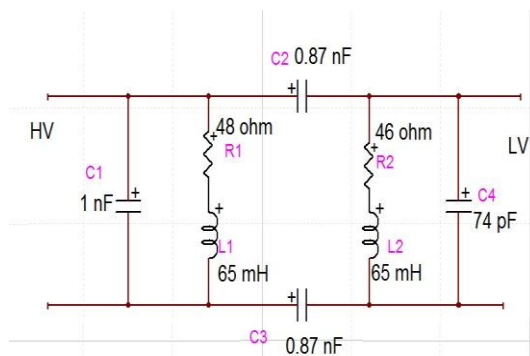 C2 0.87 nF
HV
48 ohm
R1
46 ohm
R2
LV
C1
1 nF
C4
74 pF
L1
65 mH
L2
65 mH
C3
0.87 nF